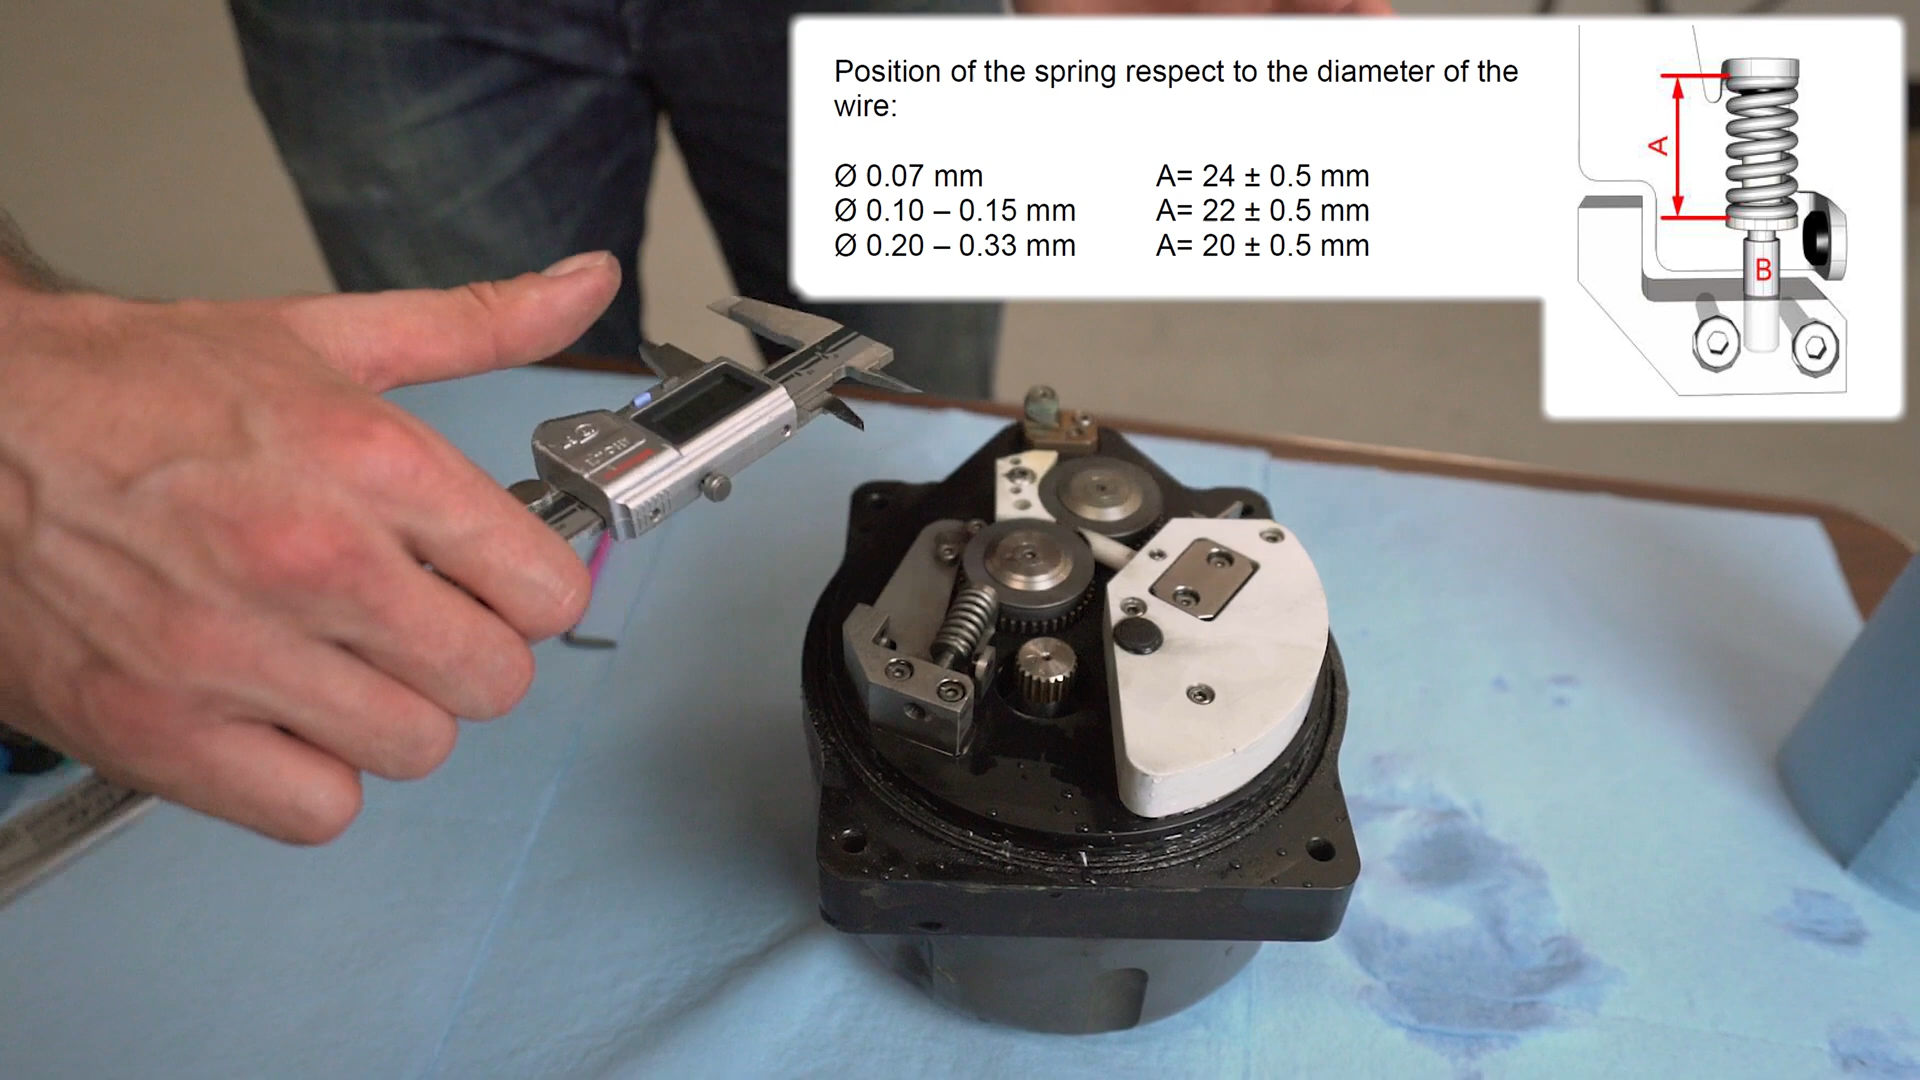 Position of the spring respect to the diameter of the
wire:
Ø 0.07 mm A= 24 ± 0.5 mm
Ø 0.10 – 0.15 mm A= 22 ± 0.5 mm
Ø 0.20 – 0.33 mm A= 20 ± 0.5 mm
A
B